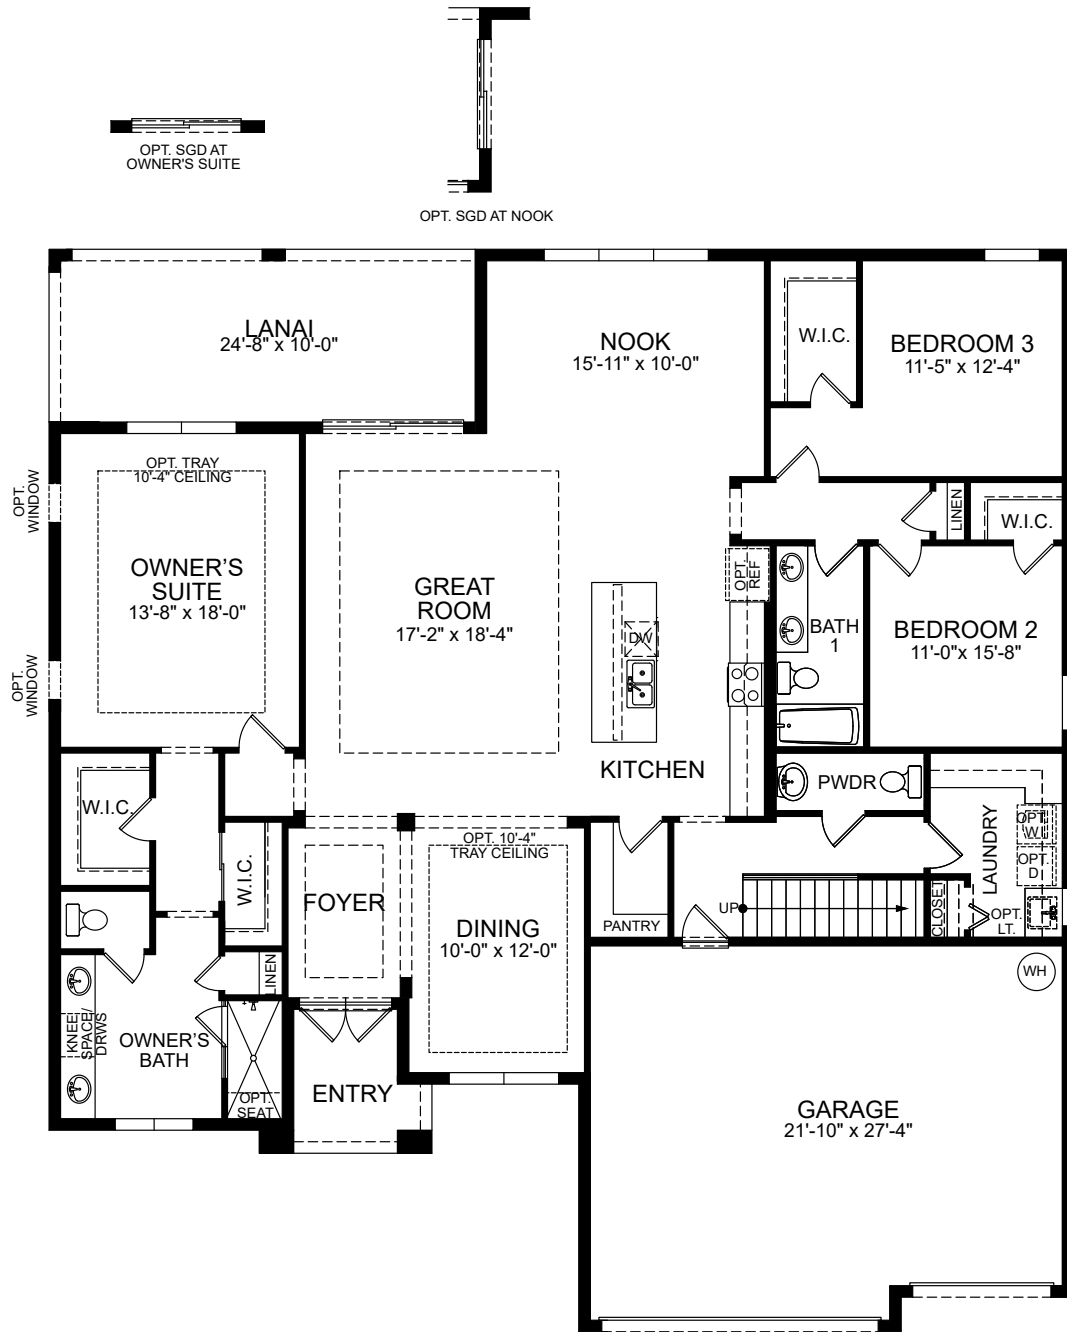 OPT. SGD AT
OWNER'S SUITE
OPT. SGD AT NOOK
LANAI
24'-8" x 10'-0"
NOOK
15'-11" x 10'-0"
W.I.C.
BEDROOM 3
11'-5" x 12'-4"
OPT. TRAY
10'-4" CEILING
OPT.
WINDOW
LINEN
W.I.C.
OWNER'S
SUITE
13'-8" x 18'-0"
GREAT
ROOM
17'-2" x 18'-4"
OPT.
REF
DW
BATH
1
BEDROOM 2
11'-0"x 15'-8"
OPT.
WINDOW
KITCHEN
PWDR
W.I.C.
W.I.C.
OPT. 10'-4"
TRAY CEILING
LAUNDRY
OPT.
W
OPT.
D
FOYER
DINING
10'-0" x 12'-0"
PANTRY
UP
CLOSET
OPT.
LT.
LINEN
WH
KNEE
SPACE/
DRWS
OWNER'S
BATH
OPT.
SEAT
ENTRY
GARAGE
21'-10" x 27'-4"